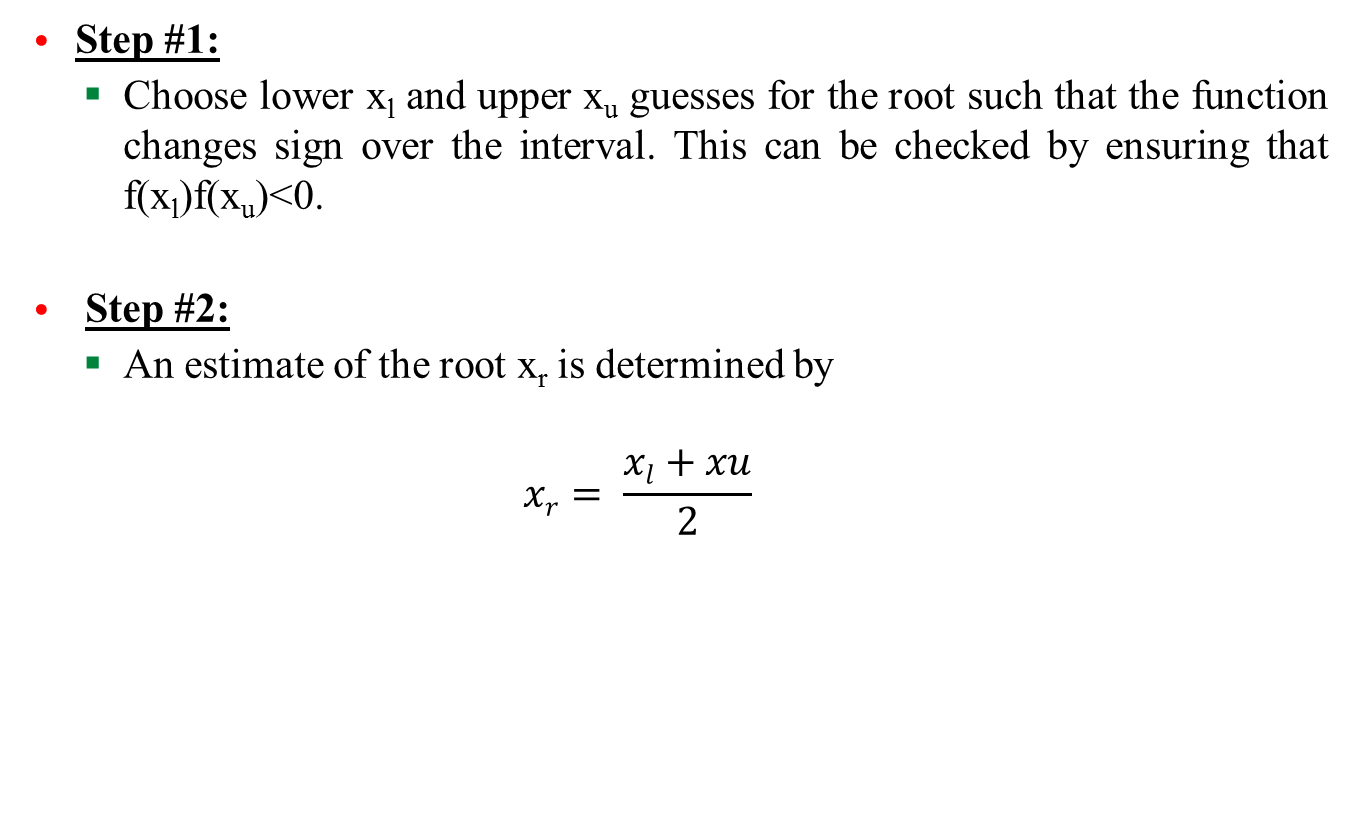 • Step #1:
▪ Choose lower xₗ and upper xᵤ guesses for the root such that the function
changes sign over the interval. This can be checked by ensuring that
f(xₗ)f(xᵤ)<0.
• Step #2:
▪ An estimate of the root xᵣ is determined by
xᵣ = (xₗ + xu)/2